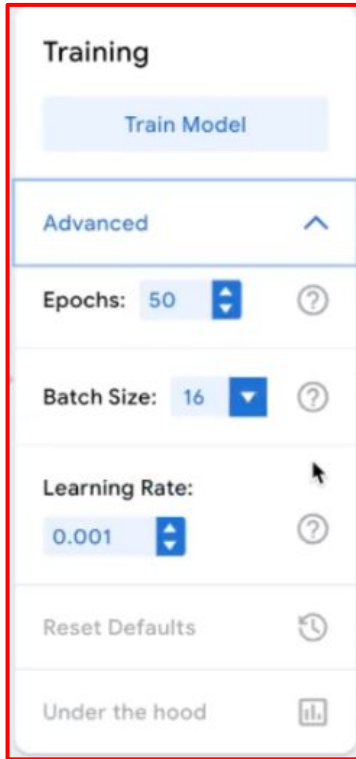 Training
Train Model
Advanced
Epochs: 50
Batch Size: 16
Learning Rate:
0.001
Reset Defaults
Under the hood